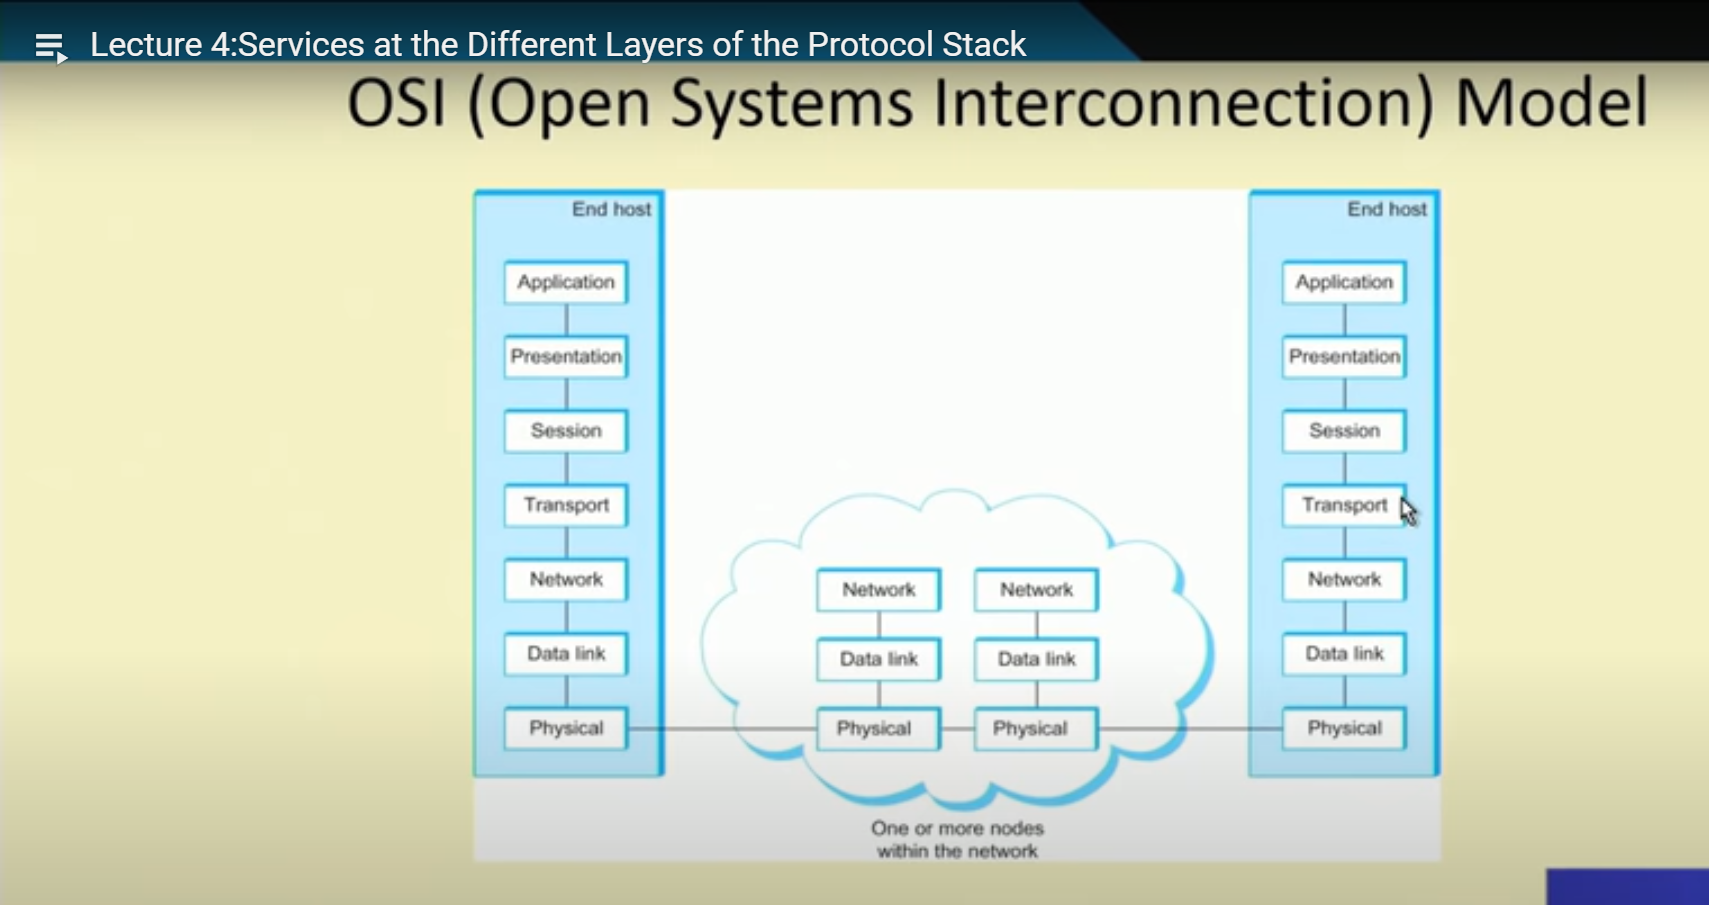 Lecture 4:Services at the Different Layers of the Protocol Stack
OSI (Open Systems Interconnection) Model
End host
Application
Presentation
Session
Transport
Network
Data link
Physical
Network
Data link
Physical
Network
Data link
Physical
One or more nodes
within the network
End host
Application
Presentation
Session
Transport
Network
Data link
Physical